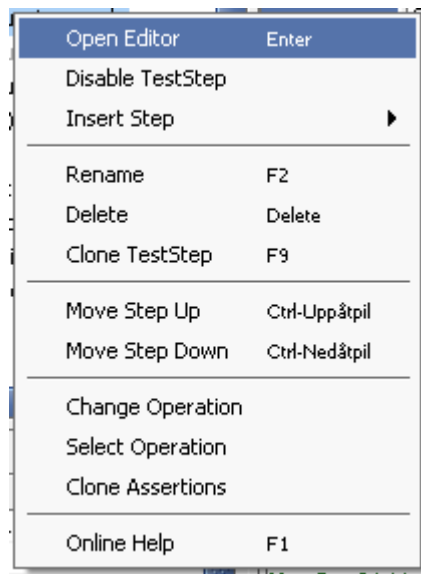 Open Editor Enter
Disable TestStep
Insert Step
Rename F2
Delete Delete
Clone TestStep F9
Move Step Up Ctrl-Uppåtpil
Move Step Down Ctrl-Nedåtpil
Change Operation
Select Operation
Clone Assertions
Online Help F1